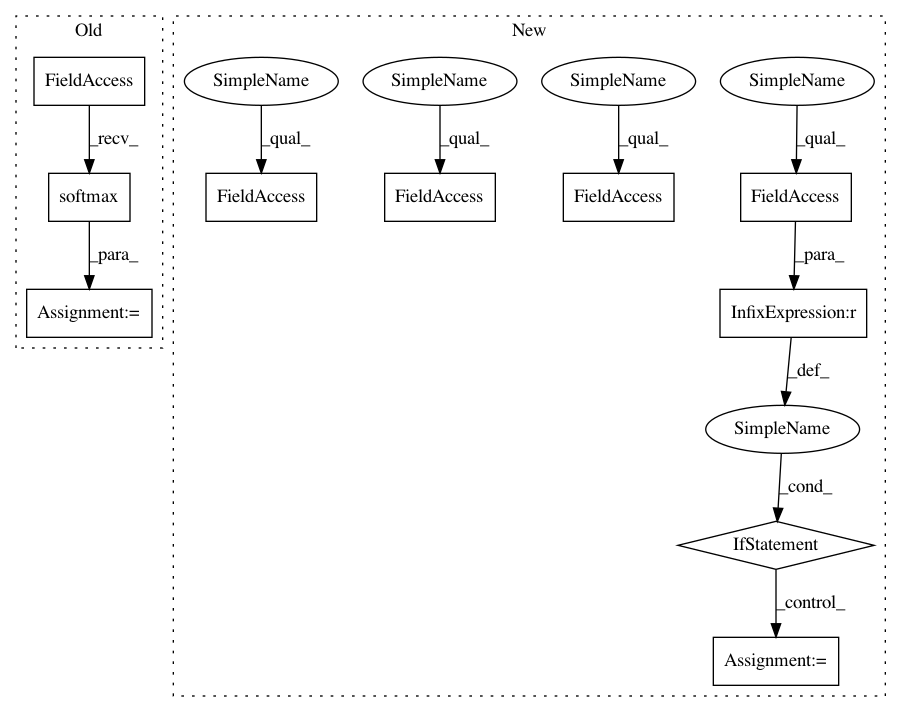 Old
New
FieldAccess
SimpleName
SimpleName
SimpleName
SimpleName
_recv_
_qual_
_qual_
_qual_
_qual_
softmax
FieldAccess
FieldAccess
FieldAccess
FieldAccess
_para_
_para_
Assignment:=
InfixExpression:r
_def_
SimpleName
_cond_
IfStatement
_control_
Assignment:=